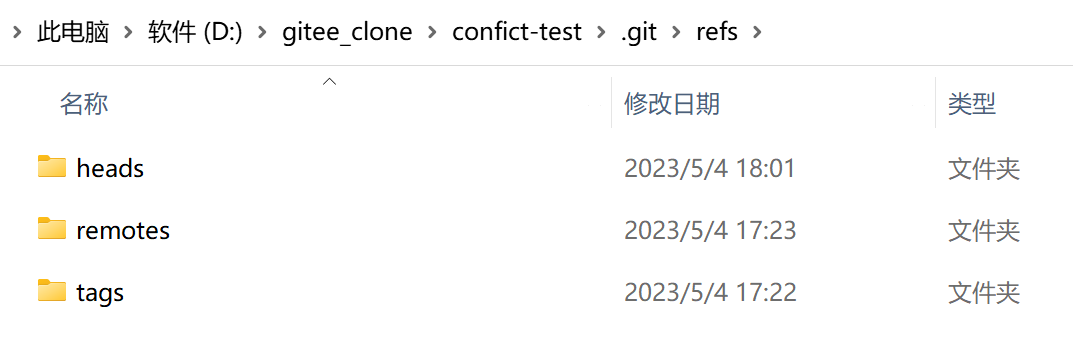 此电脑 > 软件 (D:) > gitee_clone > confict-test > .git > refs >
名称 修改日期 类型
heads 2023/5/4 18:01 文件夹
remotes 2023/5/4 17:23 文件夹
tags 2023/5/4 17:22 文件夹